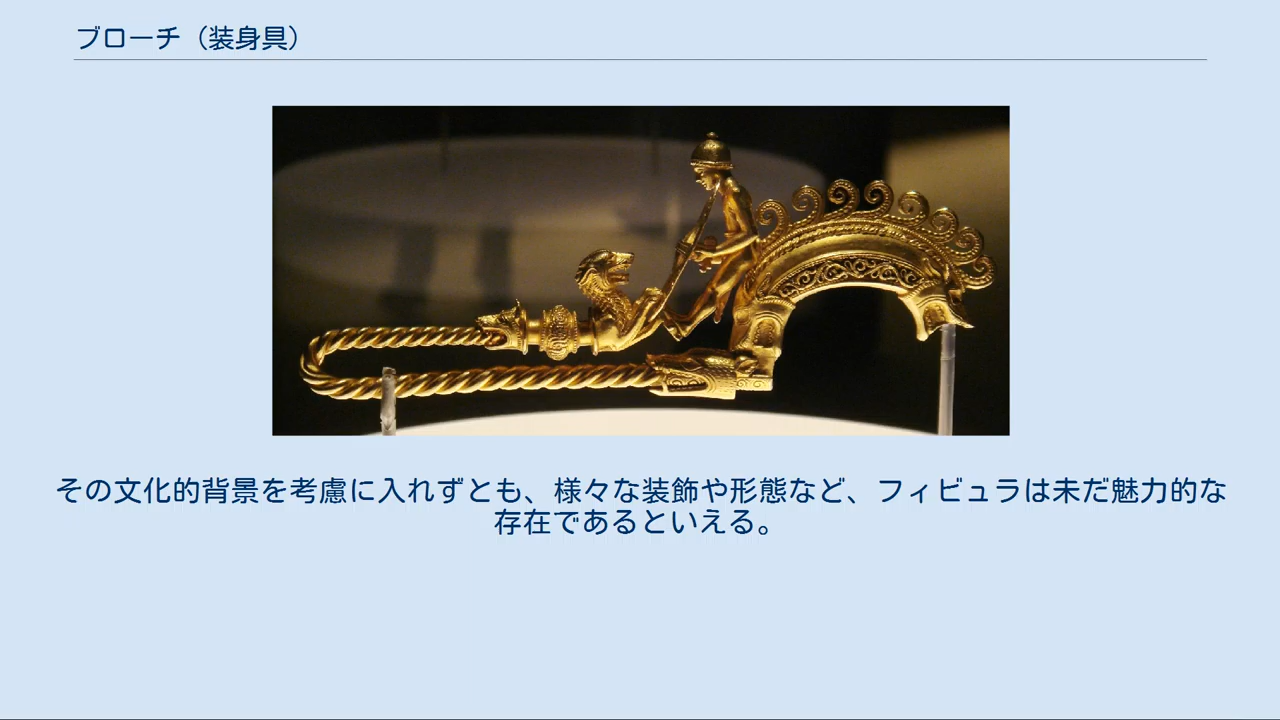 ブローチ（装身具）
その文化的背景を考慮に入れずとも、様々な装飾や形態など、フィビュラは未だ魅力的な
存在であるといえる。